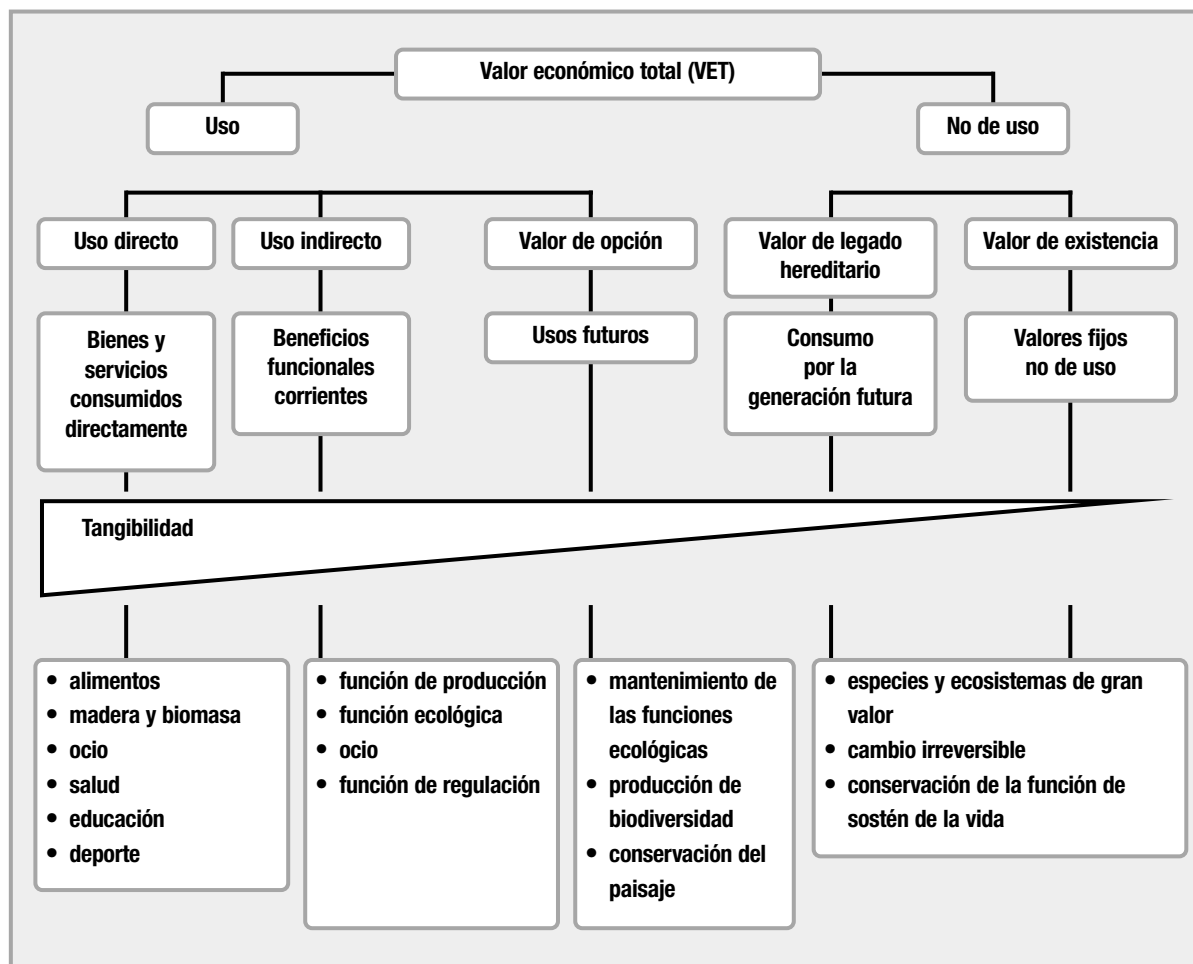 Valor económico total (VET)
Uso
No de uso
Uso directo
Uso indirecto
Valor de opción
Valor de legado
hereditario
Valor de existencia
Bienes y
servicios
consumidos
directamente
Beneficios
funcionales
corrientes
Usos futuros
Consumo
por la
generación futura
Valores fijos
no de uso
Tangibilidad
• alimentos
• madera y biomasa
• ocio
• salud
• educación
• deporte
• función de producción
• función ecológica
• ocio
• función de regulación
• mantenimiento de
las funciones
ecológicas
• producción de
biodiversidad
• conservación del
paisaje
• especies y ecosistemas de gran
valor
• cambio irreversible
• conservación de la función de
sostén de la vida